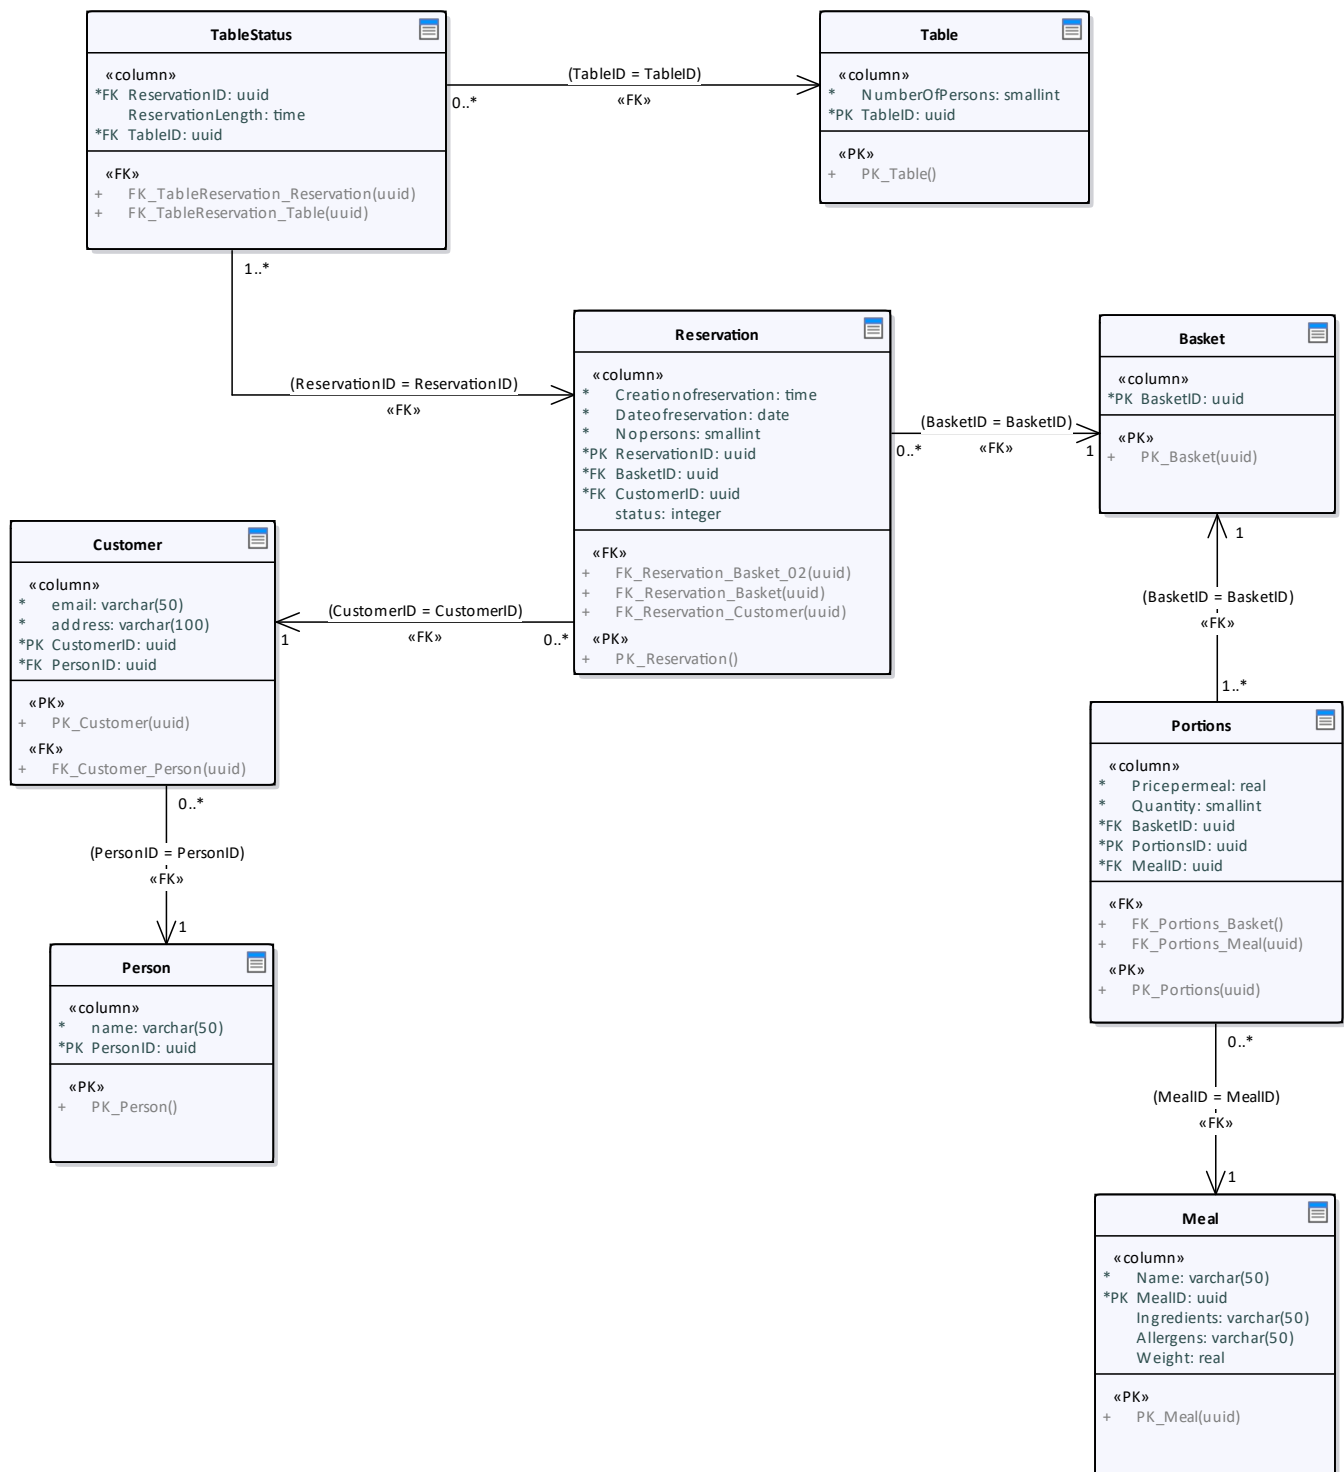 TableStatus
«column»
*FK ReservationID: uuid
ReservationLength: time
*FK TableID: uuid
«FK»
+ FK_TableReservation_Reservation(uuid)
+ FK_TableReservation_Table(uuid)
(TableID = TableID)
0..*
«FK»
Table
«column»
* NumberOfPersons: smallint
*PK TableID: uuid
«PK»
+ PK_Table()
1..*
(ReservationID = ReservationID)
«FK»
Reservation
«column»
* Creationofreservation: time
* Dateofreservation: date
* Nopersons: smallint
*PK ReservationID: uuid
*FK BasketID: uuid
*FK CustomerID: uuid
status: integer
«FK»
+ FK_Reservation_Basket_02(uuid)
+ FK_Reservation_Basket(uuid)
+ FK_Reservation_Customer(uuid)
«PK»
+ PK_Reservation()
(BasketID = BasketID)
0..*
«FK»
1
Basket
«column»
*PK BasketID: uuid
«PK»
+ PK_Basket(uuid)
1
(BasketID = BasketID)
«FK»
1..*
Customer
«column»
* email: varchar(50)
* address: varchar(100)
*PK CustomerID: uuid
*FK PersonID: uuid
«PK»
+ PK_Customer(uuid)
«FK»
+ FK_Customer_Person(uuid)
(CustomerID = CustomerID)
1
«FK»
0..*
0..*
(PersonID = PersonID)
«FK»
1
Person
«column»
* name: varchar(50)
*PK PersonID: uuid
«PK»
+ PK_Person()
Portions
«column»
* Pricepermeal: real
* Quantity: smallint
*FK BasketID: uuid
*PK PortionsID: uuid
*FK MealID: uuid
«FK»
+ FK_Portions_Basket()
+ FK_Portions_Meal(uuid)
«PK»
+ PK_Portions(uuid)
0..*
(MealID = MealID)
«FK»
1
Meal
«column»
* Name: varchar(50)
*PK MealID: uuid
Ingredients: varchar(50)
Allergens: varchar(50)
Weight: real
«PK»
+ PK_Meal(uuid)